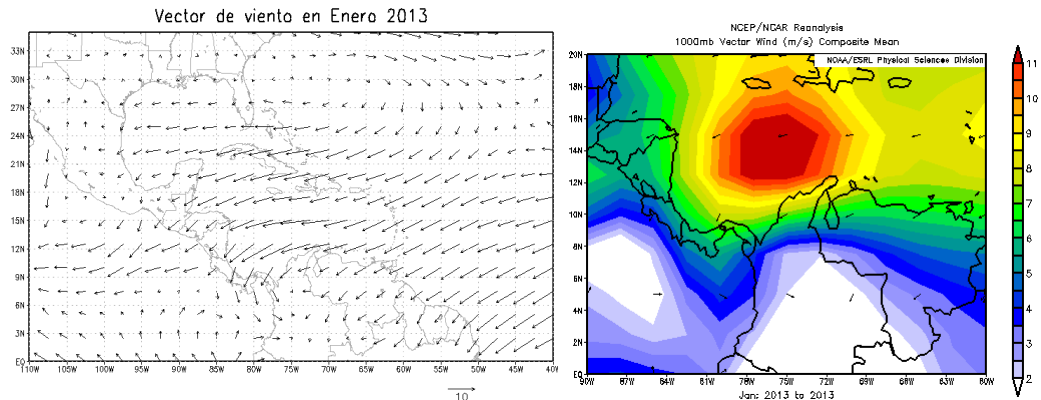 Vector de viento en Enero 2013
33N
30N
27N
24N
21N
18N
15N
12N
9N
6N
3N
EQ
110W 105W 100W 95W 90W 85W 80W 75W 70W 65W 60W 55W 50W 45W 40W
10
NCEP/NCAR Reanalysis
1000mb Vector Wind (m/s) Composite Mean
NOAA/ESRL Physical Sciences Division
20N
18N
16N
14N
12N
10N
8N
6N
4N
2N
EQ
90W 87W 84W 81W 78W 75W 72W 69W 66W 63W 60W
Jan: 2013 to 2013
11
10
9
8
7
6
5
4
3
2